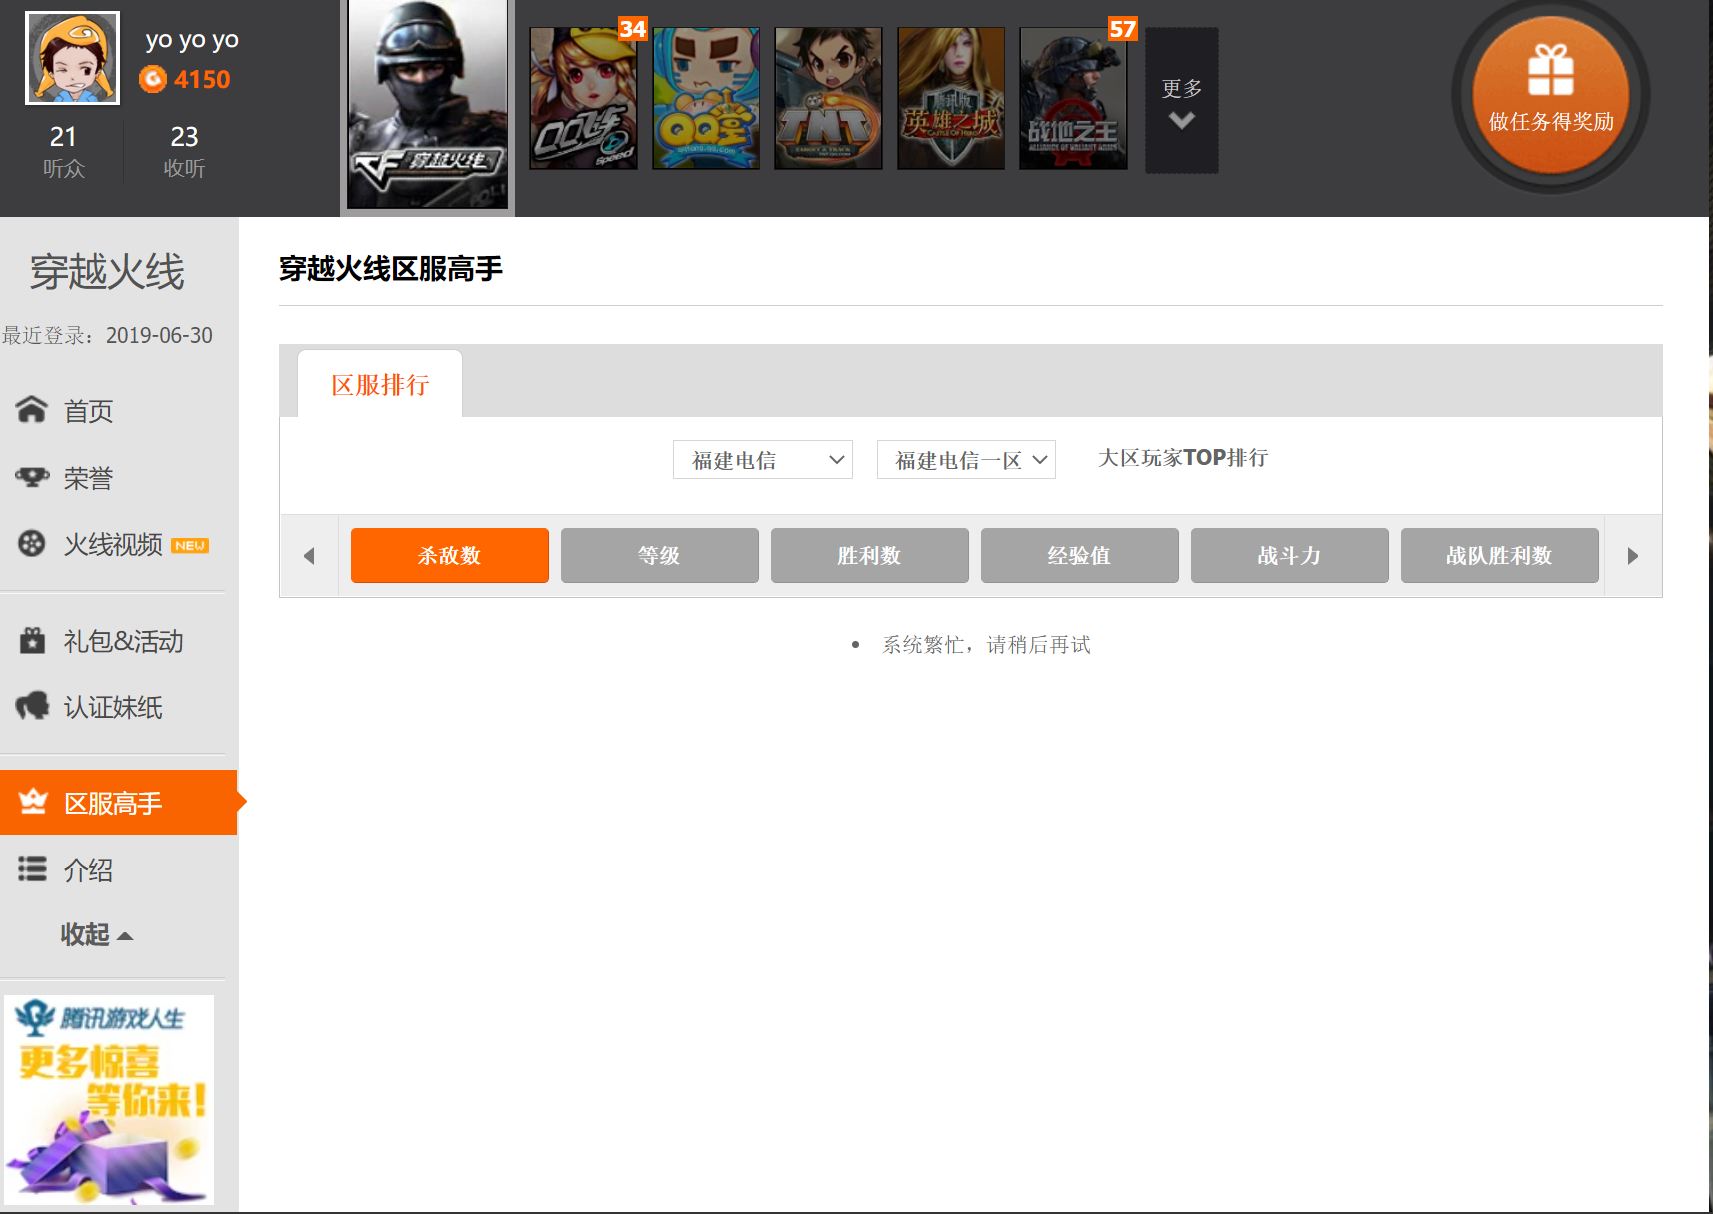 yo yo yo
4150
21
听众
23
收听
CF 穿越火线
34
QQ飞连
Speed
QQ堂
qqtang.qq.com
TNT
腾讯版
英雄之城
CASTLE OF HERO
57
战地之王
ALLIANCE OF VALIANT ARMS
更多
做任务得奖励
穿越火线
最近登录：2019-06-30
首页
荣誉
火线视频 NEW
礼包&活动
认证妹纸
区服高手
介绍
收起
腾讯游戏人生
更多惊喜
等你来！
穿越火线区服高手
区服排行
福建电信
福建电信一区
大区玩家TOP排行
杀敌数
等级
胜利数
经验值
战斗力
战队胜利数
• 系统繁忙，请稍后再试